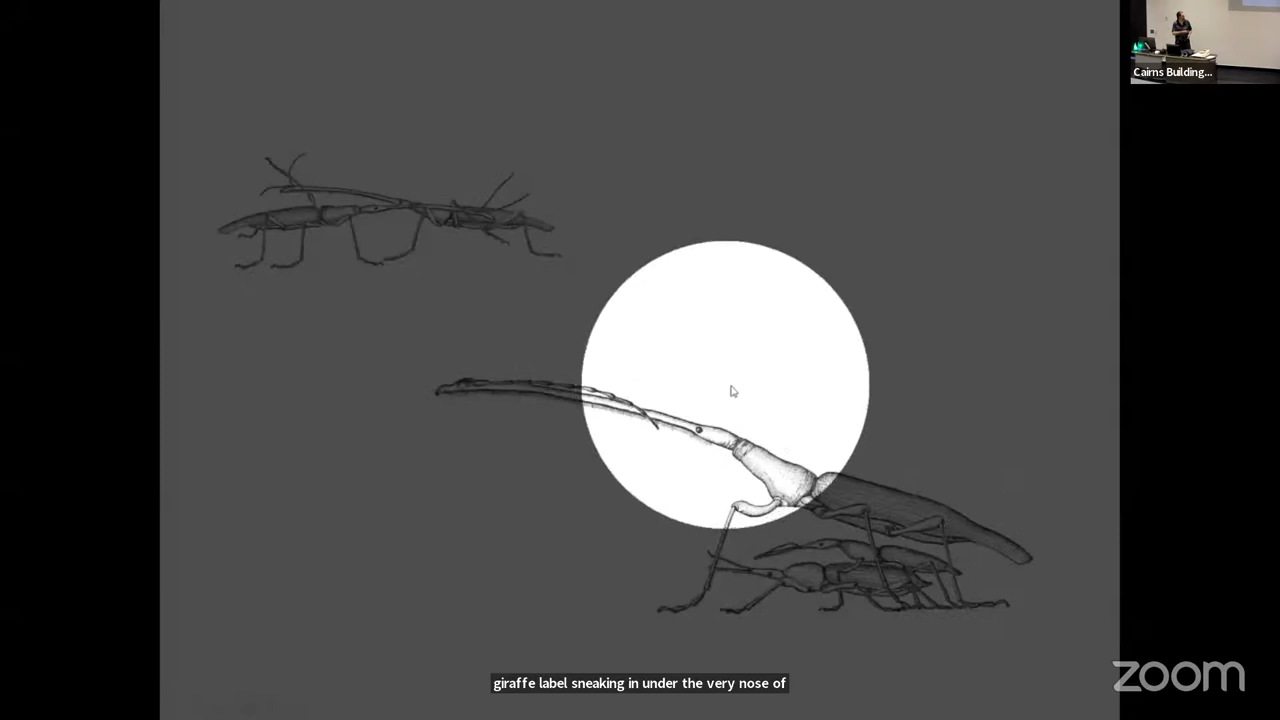 Cairns Building...
giraffe label sneaking in under the very nose of
zoom